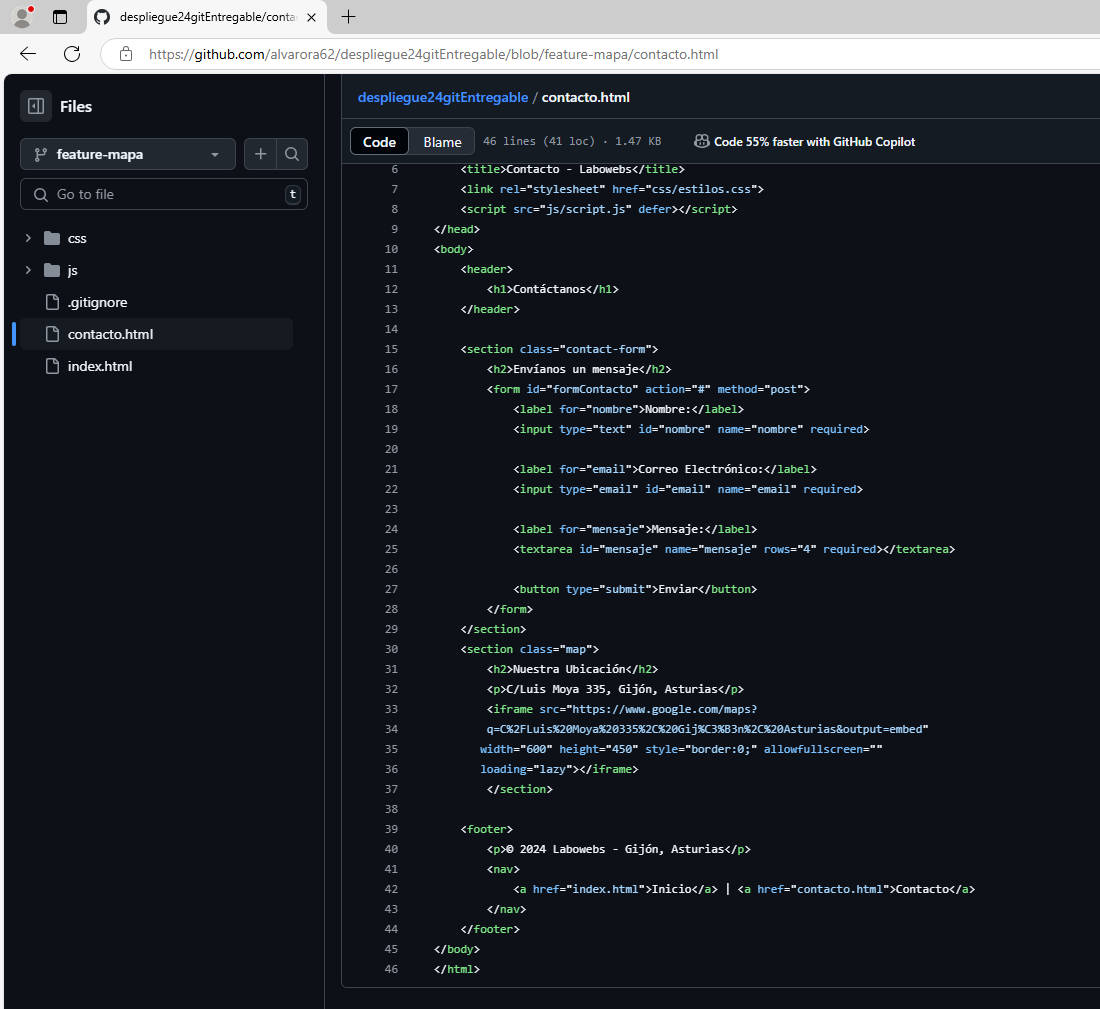 despliegue24gitEntregable/conta
https://github.com/alvarora62/despliegue24gitEntregable/blob/feature-mapa/contacto.html
Files
feature-mapa
Go to file
t
css
js
.gitignore
contacto.html
index.html
despliegue24gitEntregable / contacto.html
Code Blame 46 lines (41 loc) · 1.47 KB Code 55% faster with GitHub Copilot
6 <title>Contacto - Labowebs</title>
7 <link rel="stylesheet" href="css/estilos.css">
8 <script src="js/script.js" defer></script>
9 </head>
10 <body>
11 <header>
12 <h1>Contáctanos</h1>
13 </header>
14
15 <section class="contact-form">
16 <h2>Envíanos un mensaje</h2>
17 <form id="formContacto" action="#" method="post">
18 <label for="nombre">Nombre:</label>
19 <input type="text" id="nombre" name="nombre" required>
20
21 <label for="email">Correo Electrónico:</label>
22 <input type="email" id="email" name="email" required>
23
24 <label for="mensaje">Mensaje:</label>
25 <textarea id="mensaje" name="mensaje" rows="4" required></textarea>
26
27 <button type="submit">Enviar</button>
28 </form>
29 </section>
30 <section class="map">
31 <h2>Nuestra Ubicación</h2>
32 <p>C/Luis Moya 335, Gijón, Asturias</p>
33 <iframe src="https://www.google.com/maps?
34 q=C%2FLuis%20Moya%20335%2C%20Gij%C3%B3n%2C%20Asturias&output=embed"
35 width="600" height="450" style="border:0;" allowfullscreen=""
36 loading="lazy"></iframe>
37 </section>
38
39 <footer>
40 <p>© 2024 Labowebs - Gijón, Asturias</p>
41 <nav>
42 <a href="index.html">Inicio</a> | <a href="contacto.html">Contacto</a>
43 </nav>
44 </footer>
45 </body>
46 </html>